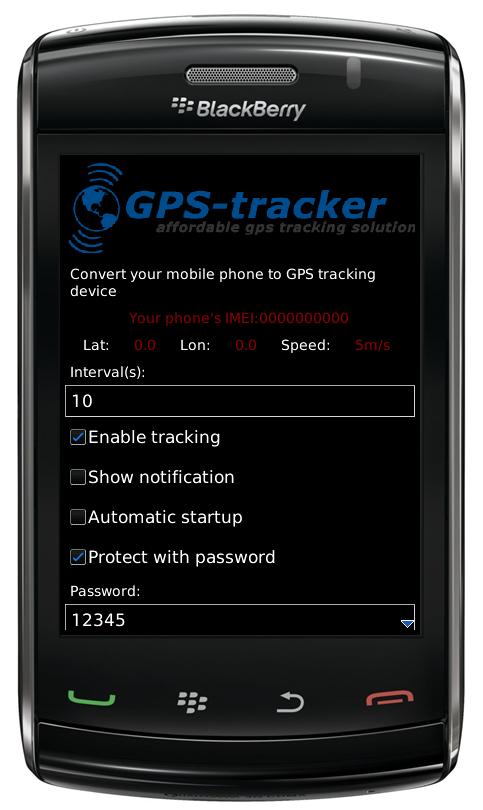 BlackBerry
GPS-tracker
affordable gps tracking solution
Convert your mobile phone to GPS tracking
device
Your phone's IMEI:0000000000
Lat: 0.0 Lon: 0.0 Speed: 5m/s
Interval(s):
10
Enable tracking
Show notification
Automatic startup
Protect with password
Password:
12345